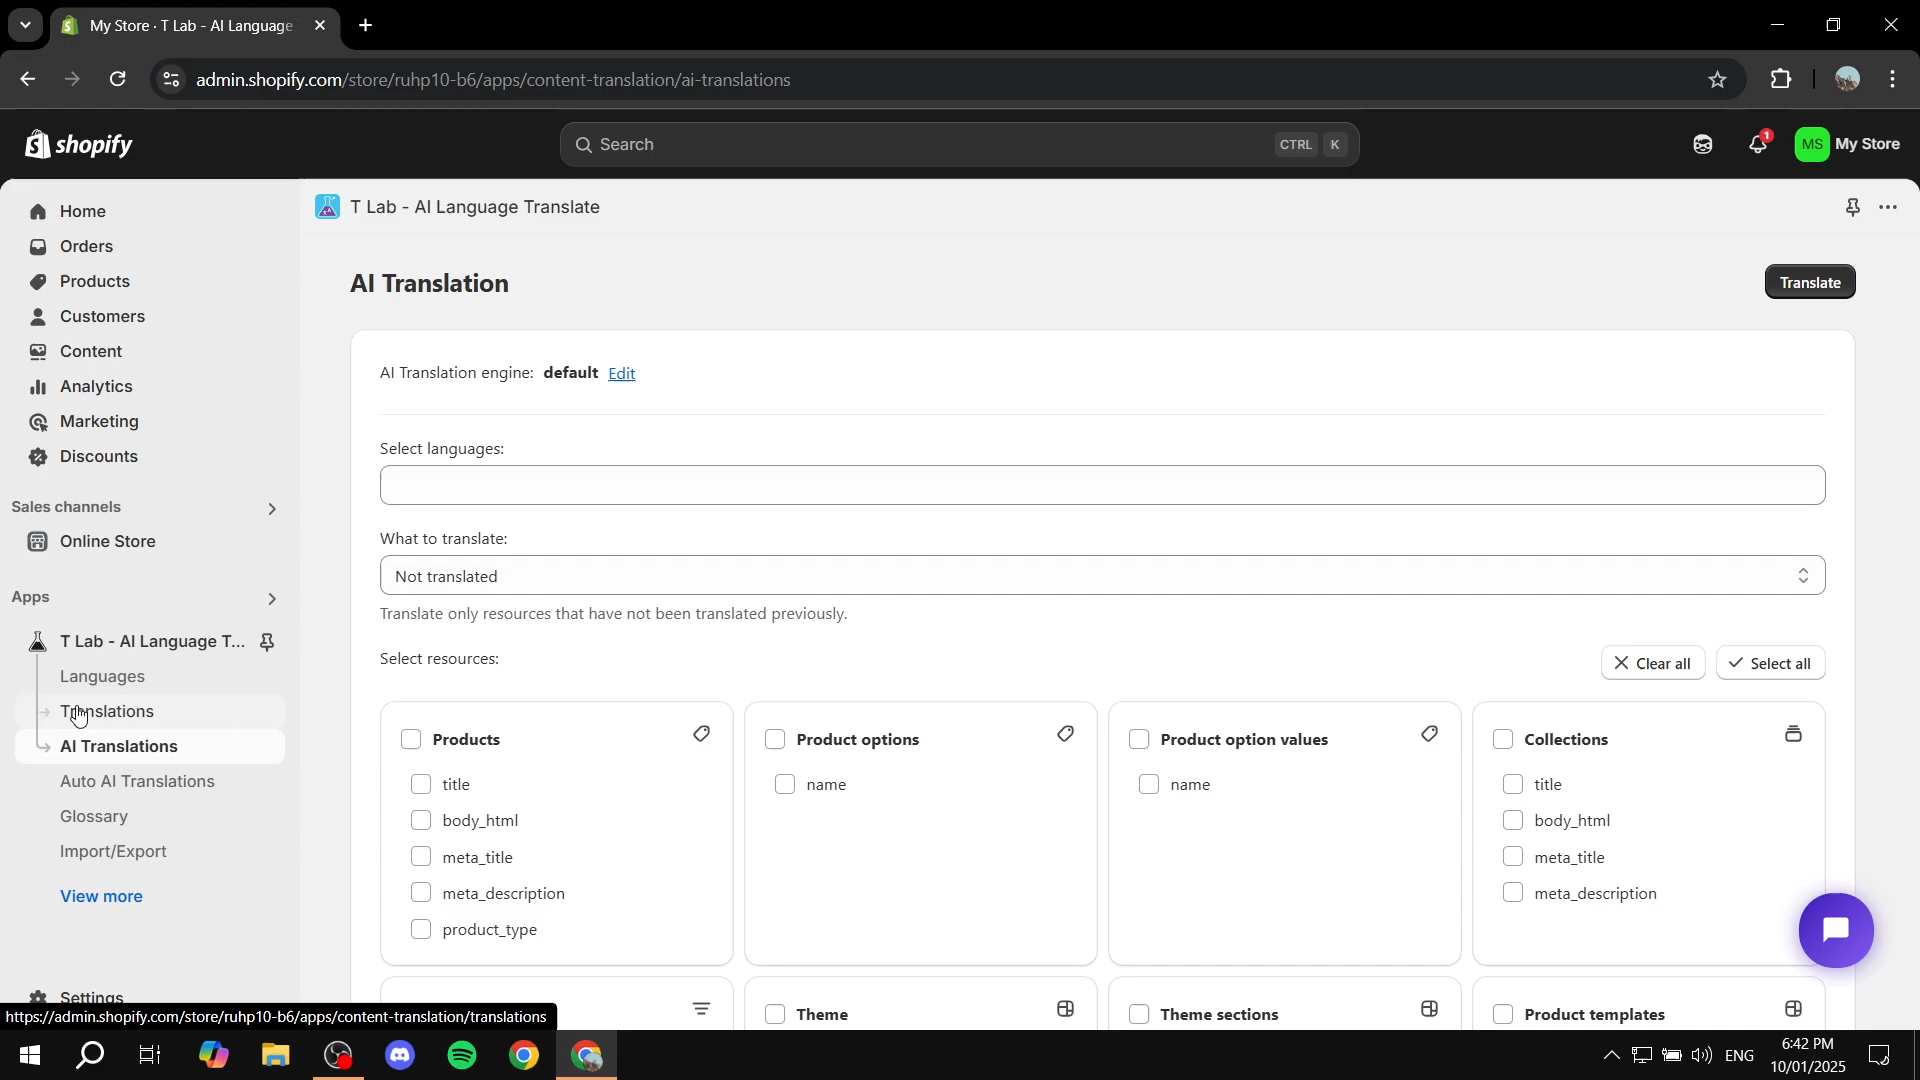 My Store · T Lab - AI Language
admin.shopify.com/store/ruhp10-b6/apps/content-translation/ai-translations
shopify
Search
CTRL K
1
MS My Store
Home
Orders
Products
Customers
Content
Analytics
Marketing
Discounts
Sales channels
Online Store
Apps
T Lab - AI Language T...
Languages
Translations
AI Translations
Auto AI Translations
Glossary
Import/Export
View more
Settings
https://admin.shopify.com/store/ruhp10-b6/apps/content-translation/translations
T Lab - AI Language Translate
AI Translation
Translate
AI Translation engine: default Edit
Select languages:
What to translate:
Not translated
Translate only resources that have not been translated previously.
Select resources:
Clear all
Select all
Products
title
body_html
meta_title
meta_description
product_type
Product options
name
Product option values
name
Collections
title
body_html
meta_title
meta_description
Theme
Theme sections
Product templates
ENG
6:42 PM
10/01/2025